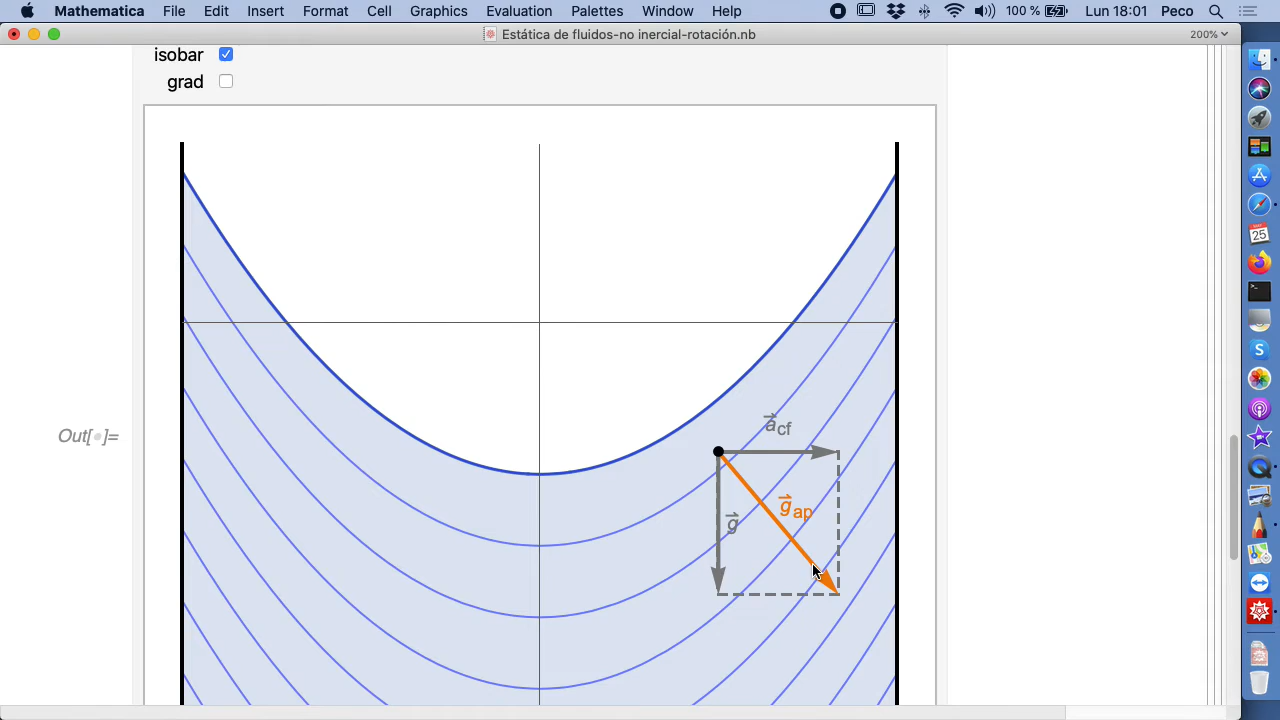 Mathematica File Edit Insert Format Cell Graphics Evaluation Palettes Window Help 100 % Lun 18:01 Peco
Estática de fluidos-no inercial-rotación.nb 200%
isobar
grad
Out[•]=
a⃗cf
g⃗ap
g⃗
25